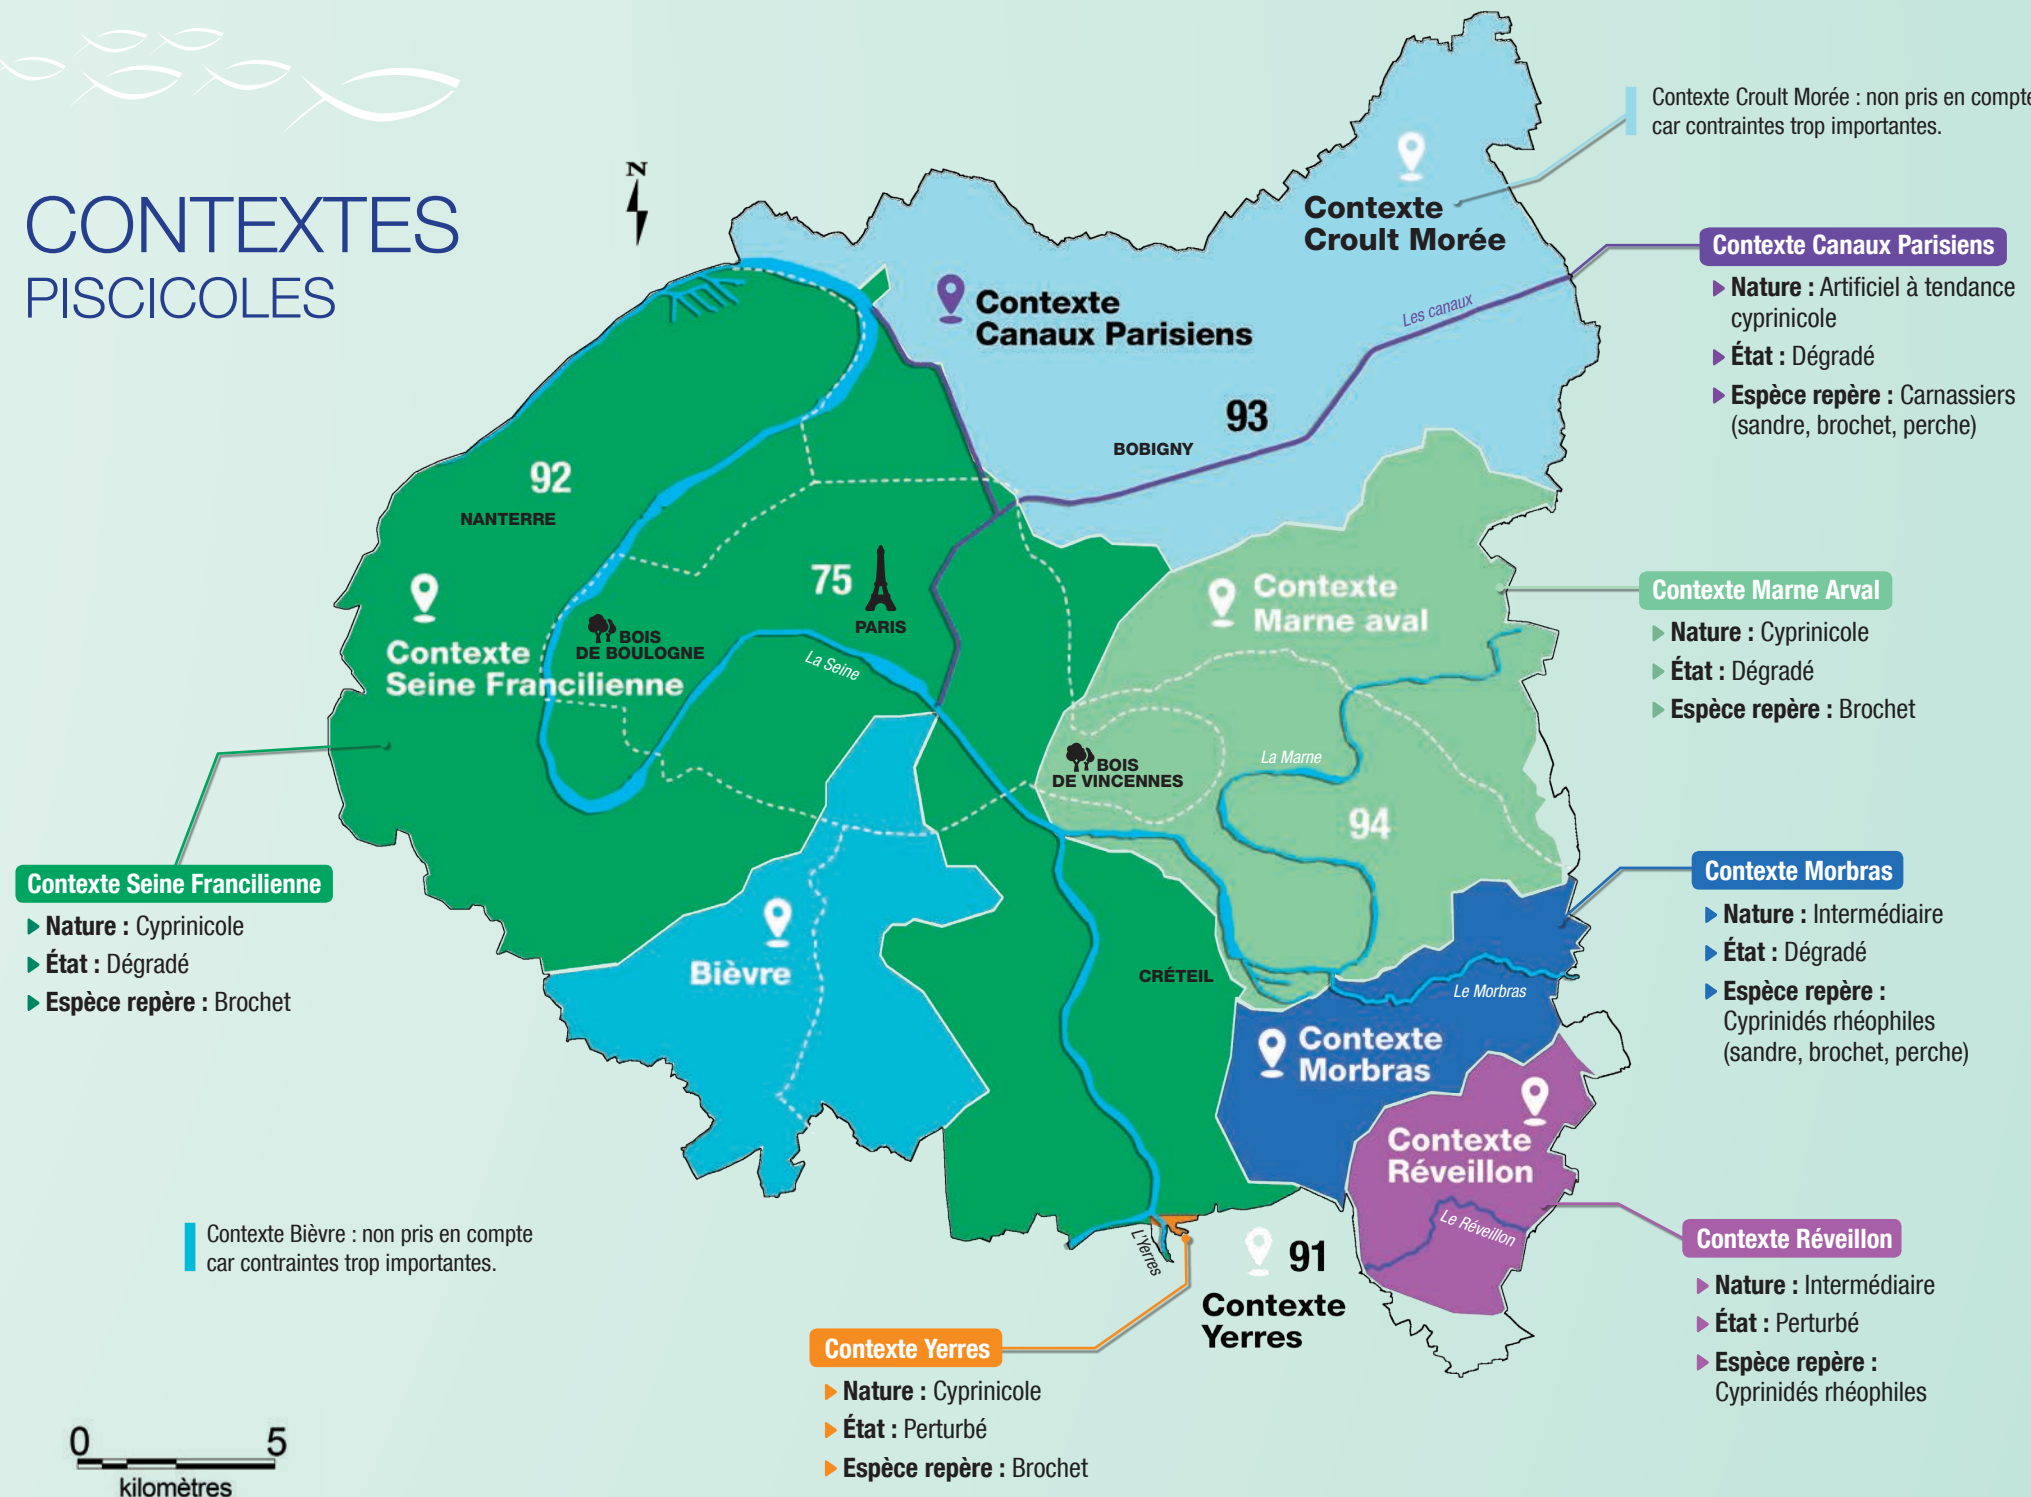 CONTEXTES
PISCICOLES
N
Contexte Croult Morée : non pris en compte
car contraintes trop importantes.
Contexte
Croult Morée
Contexte Canaux Parisiens
Nature : Artificiel à tendance
cyprinicole
État : Dégradé
Espèce repère : Carnassiers
(sandre, brochet, perche)
Contexte
Canaux Parisiens
Les canaux
93
BOBIGNY
92
NANTERRE
75
PARIS
BOIS
DE BOULOGNE
Contexte
Seine Francilienne
La Seine
Contexte
Marne aval
Contexte Marne Arval
Nature : Cyprinicole
État : Dégradé
Espèce repère : Brochet
BOIS
DE VINCENNES
La Marne
94
Contexte Seine Francilienne
Nature : Cyprinicole
État : Dégradé
Espèce repère : Brochet
Bièvre
CRÉTEIL
Le Morbras
Contexte
Morbras
Contexte Morbras
Nature : Intermédiaire
État : Dégradé
Espèce repère :
Cyprinidés rhéophiles
(sandre, brochet, perche)
Contexte
Réveillon
Le Réveillon
Contexte Réveillon
Nature : Intermédiaire
État : Perturbé
Espèce repère :
Cyprinidés rhéophiles
Contexte Bièvre : non pris en compte
car contraintes trop importantes.
L'Yerres
91
Contexte
Yerres
Contexte Yerres
Nature : Cyprinicole
État : Perturbé
Espèce repère : Brochet
0 5
kilomètres